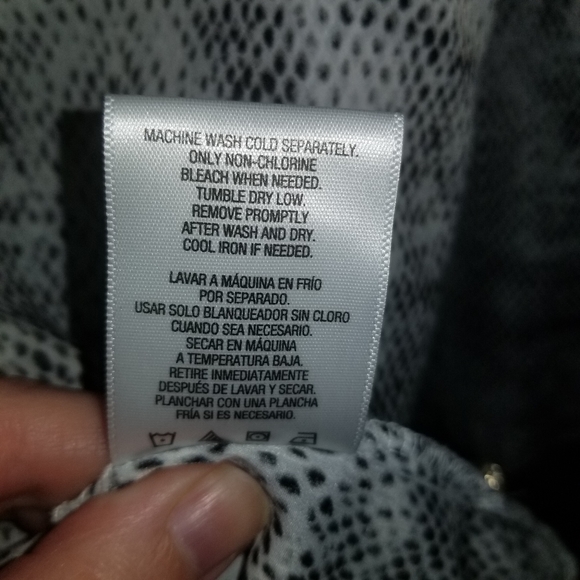 MACHINE WASH COLD SEPARATELY.
ONLY NON-CHLORINE
BLEACH WHEN NEEDED.
TUMBLE DRY LOW.
REMOVE PROMPTLY
AFTER WASH AND DRY.
COOL IRON IF NEEDED.
LAVAR A MÁQUINA EN FRÍO
POR SEPARADO.
USAR SOLO BLANQUEADOR SIN CLORO
CUANDO SEA NECESARIO.
SECAR EN MÁQUINA
A TEMPERATURA BAJA.
RETIRE INMEDIATAMENTE
DESPUÉS DE LAVAR Y SECAR.
PLANCHAR CON UNA PLANCHA
FRÍA SI ES NECESARIO.